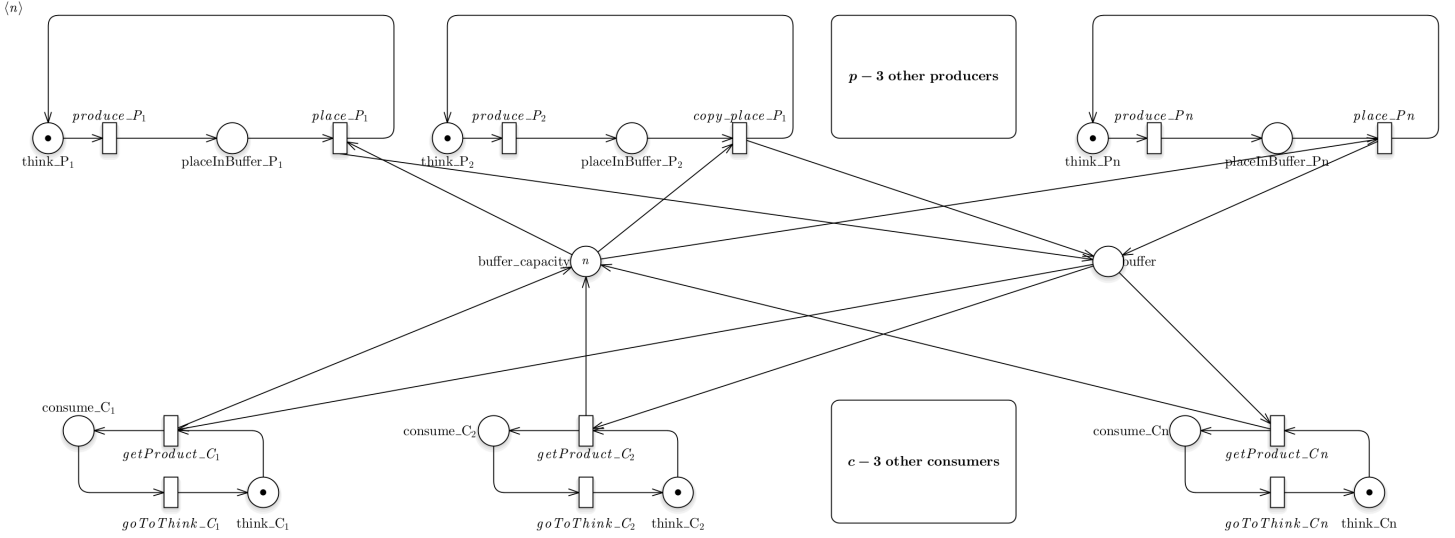 ⟨n⟩
p − 3 other producers
produce_P₁
place_P₁
produce_P₂
copy_place_P₁
produce_Pn
place_Pn
think_P₁
placeInBuffer_P₁
think_P₂
placeInBuffer_P₂
think_Pn
placeInBuffer_Pn
buffer_capacity
n
buffer
consume_C₁
consume_C₂
consume_Cn
getProduct_C₁
getProduct_C₂
getProduct_Cn
c − 3 other consumers
goToThink_C₁
think_C₁
goToThink_C₂
think_C₂
goToThink_Cn
think_Cn